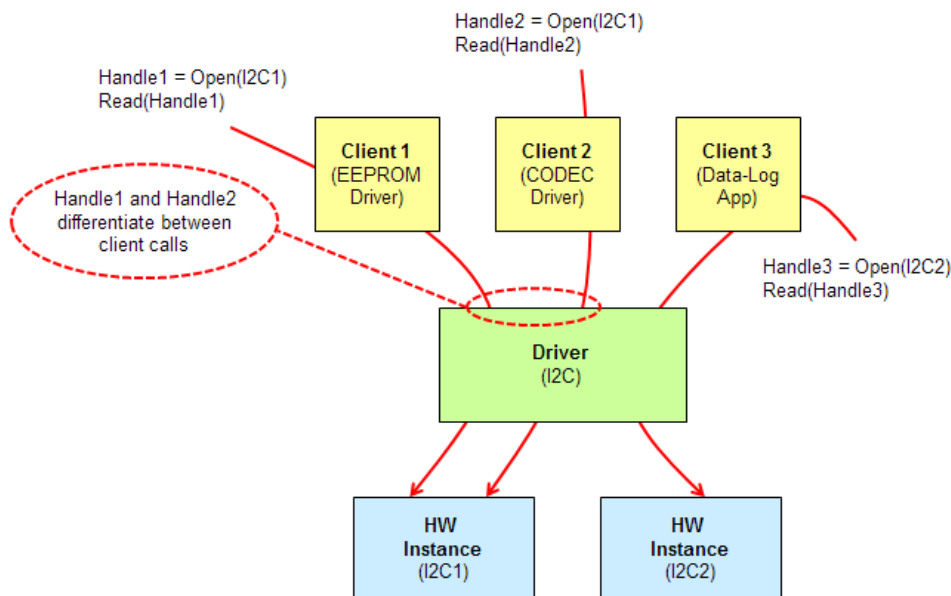 Handle2 = Open(I2C1)
Read(Handle2)
Handle1 = Open(I2C1)
Read(Handle1)
Client 1
(EEPROM
Driver)
Client 2
(CODEC
Driver)
Client 3
(Data-Log
App)
Handle1 and Handle2
differentiate between
client calls
Handle3 = Open(I2C2)
Read(Handle3)
Driver
(I2C)
HW
Instance
(I2C1)
HW
Instance
(I2C2)